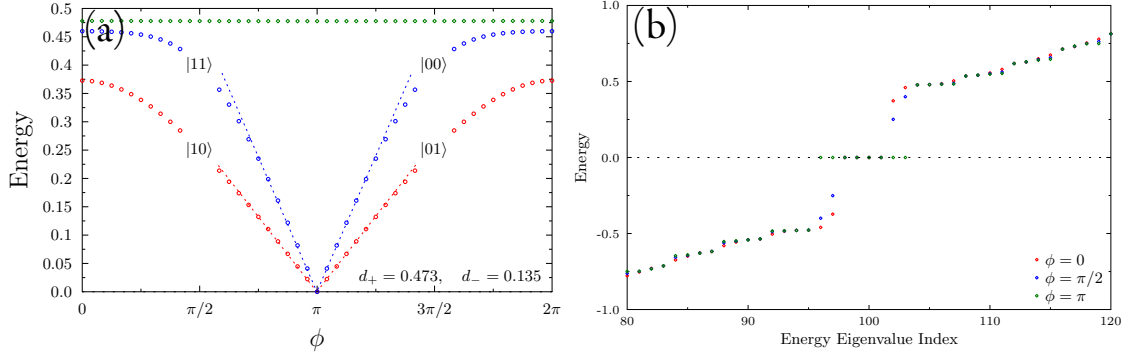 (a)
Energy
0.5
0.45
0.4
0.35
0.3
0.25
0.2
0.15
0.1
0.05
0.0
|11⟩
|00⟩
|10⟩
|01⟩
d₊ = 0.473, d₋ = 0.135
0
π/2
π
3π/2
2π
ϕ
(b)
Energy
1.0
0.5
0.0
-0.5
-1.0
ϕ = 0
ϕ = π/2
ϕ = π
80
90
100
110
120
Energy Eigenvalue Index